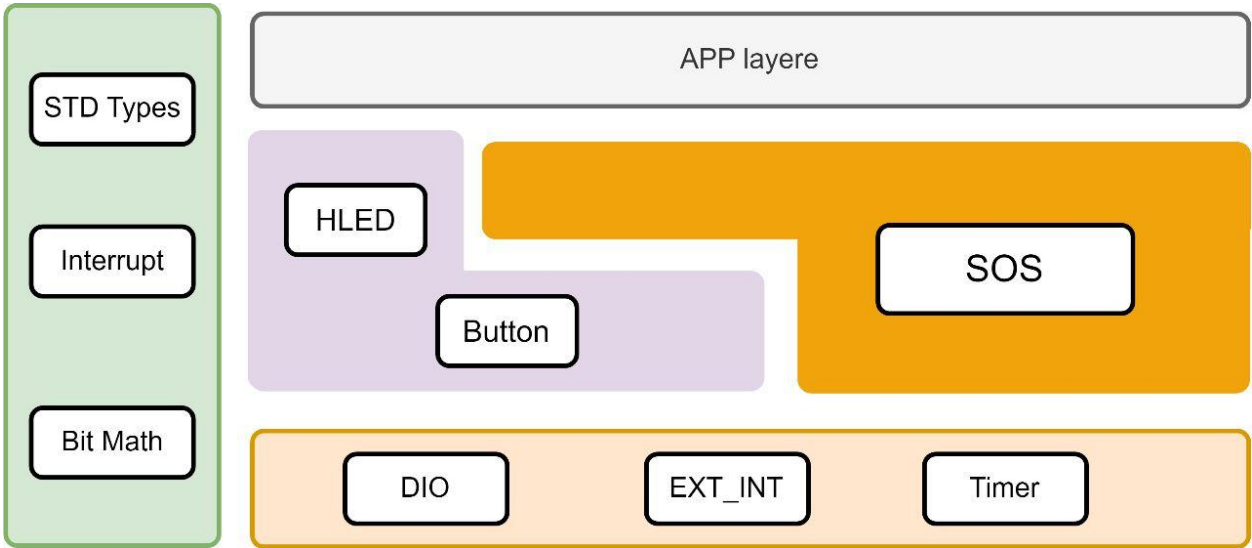 STD Types
Interrupt
Bit Math
APP layere
HLED
Button
SOS
DIO
EXT_INT
Timer